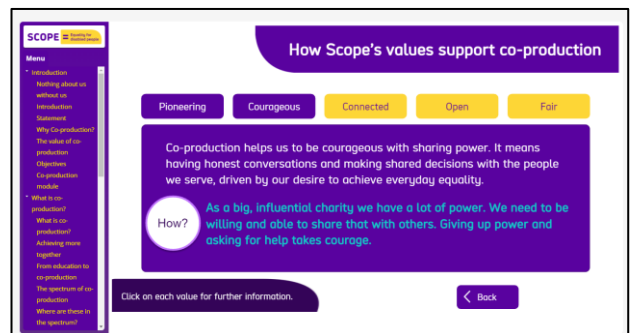 SCOPE = Equality for disabled people
Menu
Introduction
Nothing about us
without us
Introduction
Statement
Why Co-production?
The value of co-
production
Objectives
Co-production
module
What is co-
production?
What is co-
production?
Achieving more
together
From education to
co-production
The spectrum of co-
production
Where are these in
the spectrum?
How Scope's values support co-production
Pioneering
Courageous
Connected
Open
Fair
Co-production helps us to be courageous with sharing power. It means
having honest conversations and making shared decisions with the people
we serve, driven by our desire to achieve everyday equality.
How?
As a big, influential charity we have a lot of power. We need to be
willing and able to share that with others. Giving up power and
asking for help takes courage.
Click on each value for further information.
Back